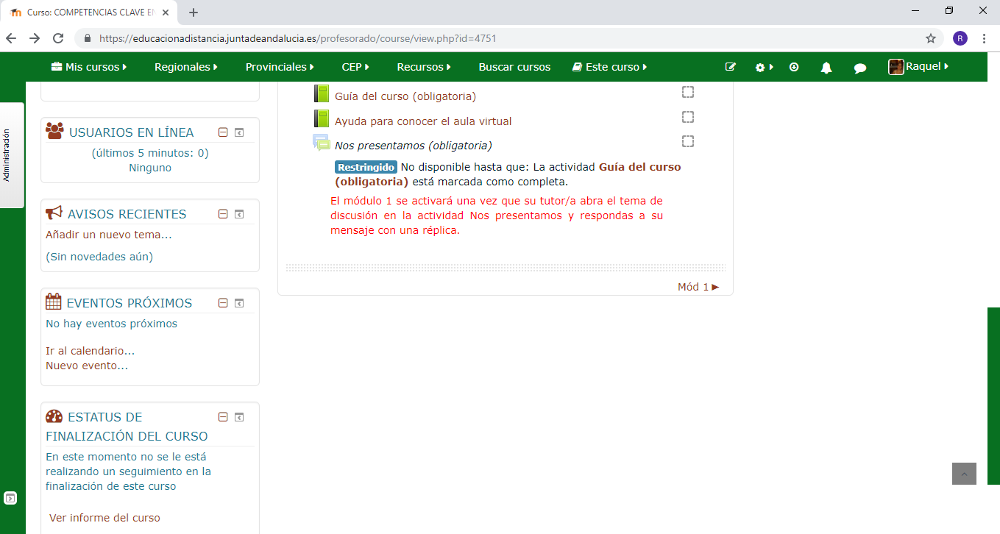 Curso: COMPETENCIAS CLAVE EN
https://educacionadistancia.juntadeandalucia.es/profesorado/course/view.php?id=4751
R
Mis cursos
Regionales
Provinciales
CEP
Recursos
Buscar cursos
Este curso
Raquel
Administración
USUARIOS EN LÍNEA
(últimos 5 minutos: 0)
Ninguno
AVISOS RECIENTES
Añadir un nuevo tema...
(Sin novedades aún)
EVENTOS PRÓXIMOS
No hay eventos próximos
Ir al calendario...
Nuevo evento...
ESTATUS DE
FINALIZACIÓN DEL CURSO
En este momento no se le está
realizando un seguimiento en la
finalización de este curso
Ver informe del curso
Guía del curso (obligatoria)
Ayuda para conocer el aula virtual
Nos presentamos (obligatoria)
Restringido No disponible hasta que: La actividad Guía del curso
(obligatoria) está marcada como completa.
El módulo 1 se activará una vez que su tutor/a abra el tema de
discusión en la actividad Nos presentamos y respondas a su
mensaje con una réplica.
Mód 1►